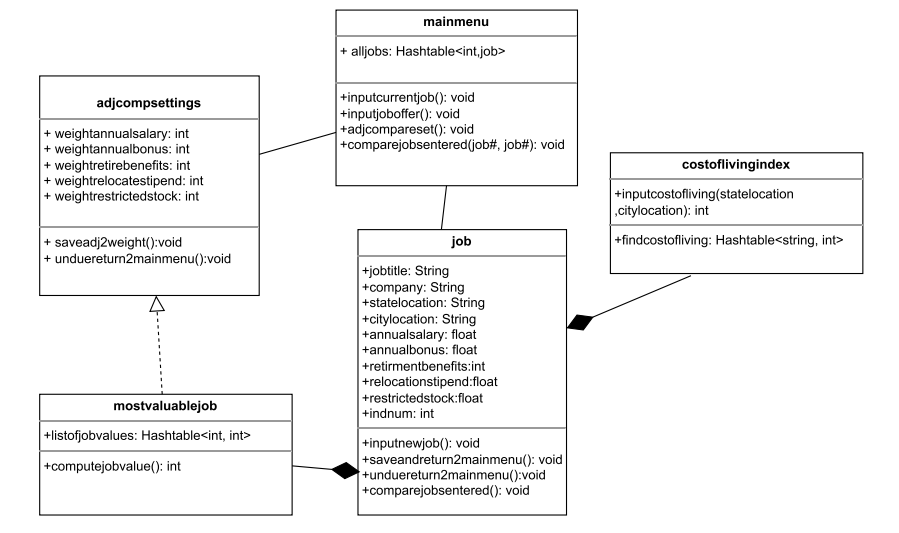 mainmenu
+ alljobs: Hashtable<int,job>
+inputcurrentjob(): void
+inputjoboffer(): void
+adjcompareset(): void
+comparejobsentered(job#, job#): void
adjcompsettings
+ weightannualsalary: int
+ weightannualbonus: int
+ weightretirebenefits: int
+ weightrelocatestipend: int
+ weightrestrictedstock: int
+ saveadj2weight():void
+ unduereturn2mainmenu():void
costoflivingindex
+inputcostofliving(statelocation
,citylocation): int
+findcostofliving: Hashtable<string, int>
job
+jobtitle: String
+company: String
+statelocation: String
+citylocation: String
+annualsalary: float
+annualbonus: float
+retirmentbenefits:int
+relocationstipend:float
+restrictedstock:float
+indnum: int
+inputnewjob(): void
+saveandreturn2mainmenu(): void
+unduereturn2mainmenu():void
+comparejobsentered(): void
mostvaluablejob
+listofjobvalues: Hashtable<int, int>
+computejobvalue(): int